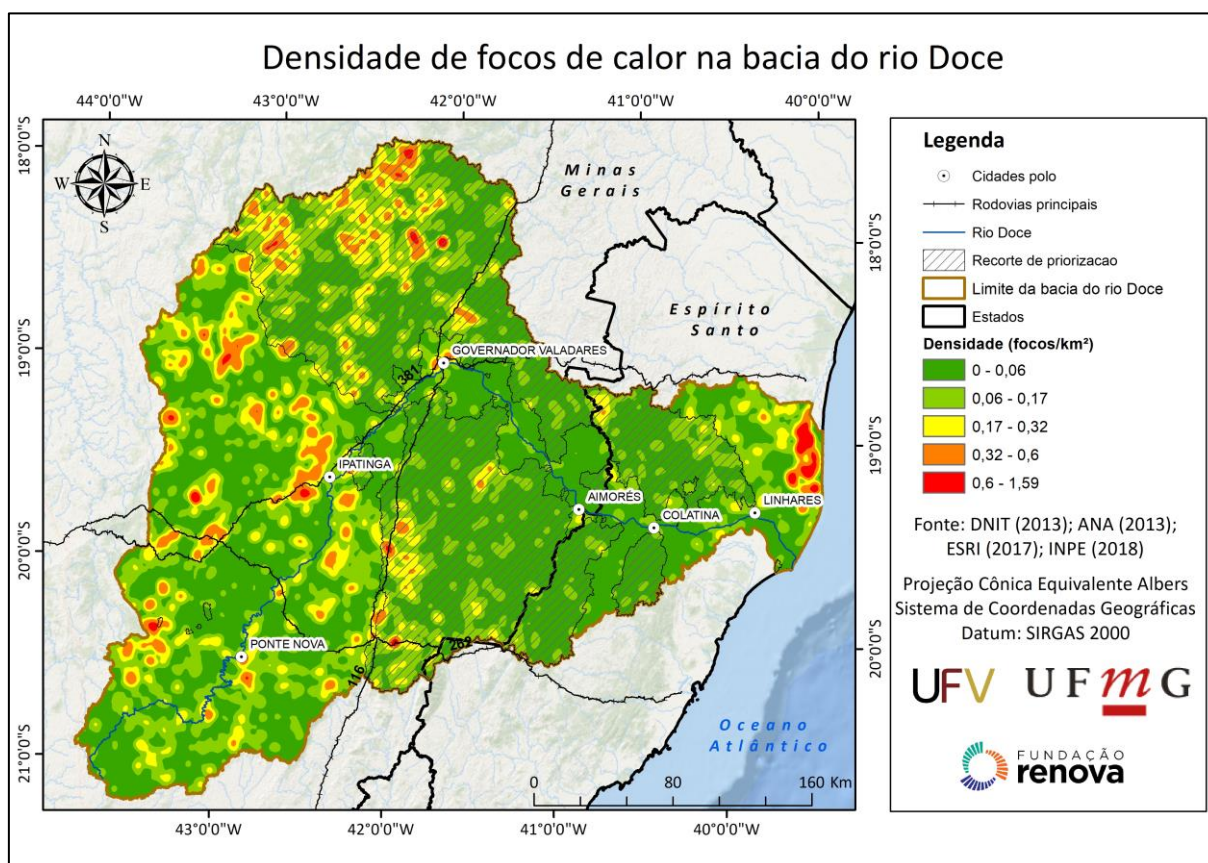 Densidade de focos de calor na bacia do rio Doce
44°0'0"W
43°0'0"W
42°0'0"W
41°0'0"W
40°0'0"W
18°0'0"S
19°0'0"S
20°0'0"S
21°0'0"S
N
W
E
S
Minas
Gerais
Espírito
Santo
GOVERNADOR VALADARES
381
IPATINGA
AIMORÉS
COLATINA
LINHARES
PONTE NOVA
262
116
Oceano
Atlântico
0
80
160 Km
18°0'0"S
19°0'0"S
20°0'0"S
43°0'0"W
42°0'0"W
41°0'0"W
40°0'0"W
Legenda
Cidades polo
Rodovias principais
Rio Doce
Recorte de priorizacao
Limite da bacia do rio Doce
Estados
Densidade (focos/km²)
0 - 0,06
0,06 - 0,17
0,17 - 0,32
0,32 - 0,6
0,6 - 1,59
Fonte: DNIT (2013); ANA (2013);
ESRI (2017); INPE (2018)
Projeção Cônica Equivalente Albers
Sistema de Coordenadas Geográficas
Datum: SIRGAS 2000
UFV
UFmG
FUNDAÇÃO
renova